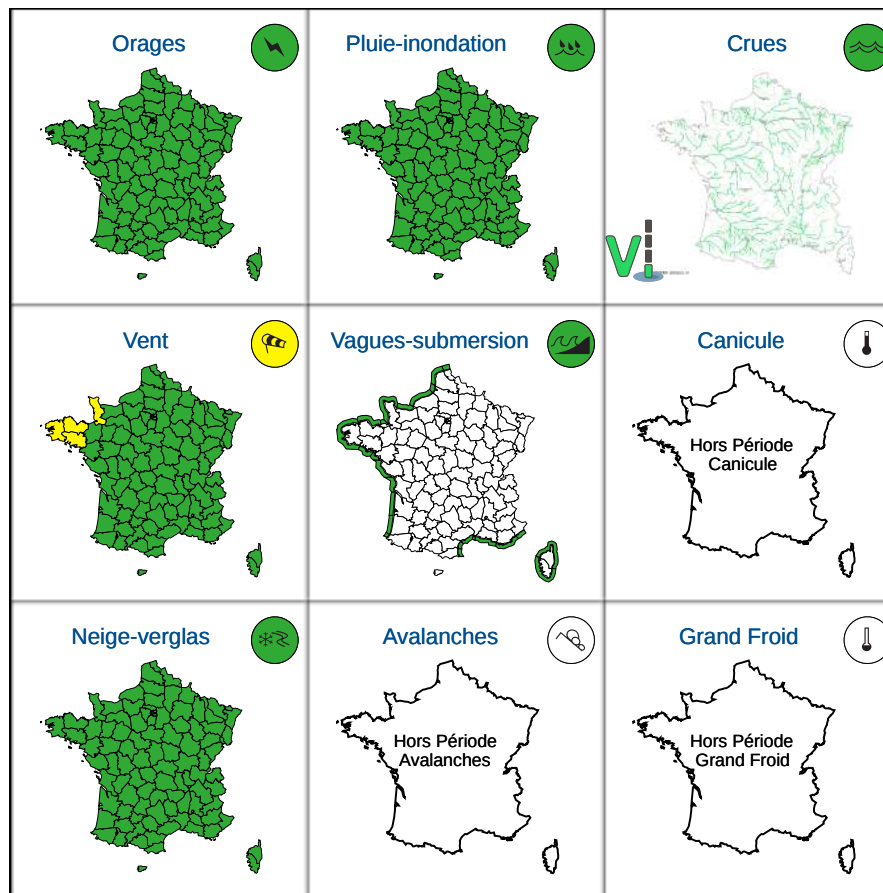 Orages
Pluie-inondation
Crues
Vi
Vent
Vagues-submersion
Canicule
Hors Période
Canicule
Neige-verglas
Avalanches
Grand Froid
Hors Période
Avalanches
Hors Période
Grand Froid